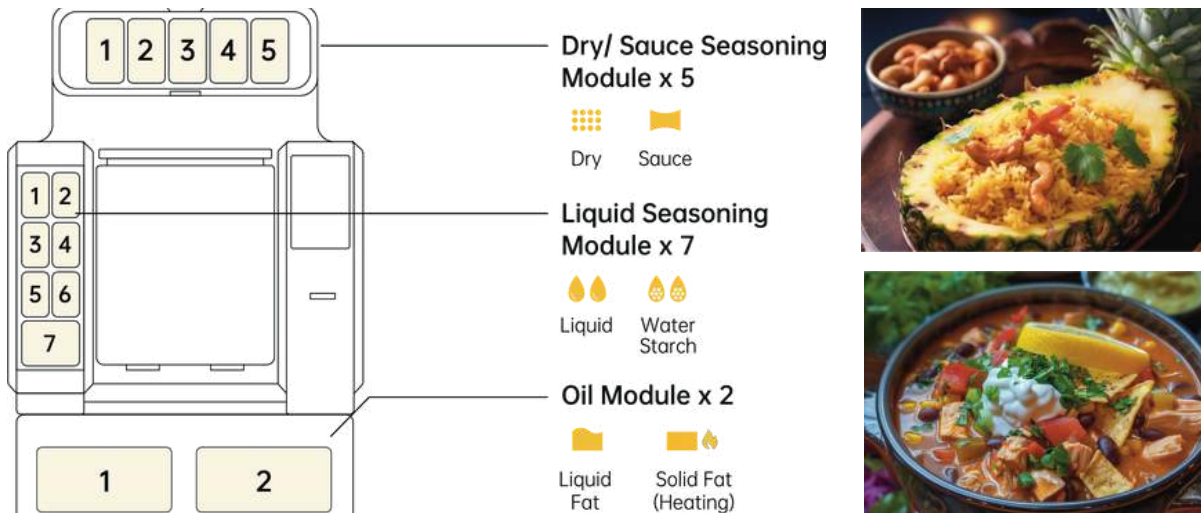 1 2 3 4 5
Dry/ Sauce Seasoning
Module x 5
Dry Sauce
1 2
3 4
5 6
7
Liquid Seasoning
Module x 7
Liquid Water
Starch
Oil Module x 2
Liquid
Fat
Solid Fat
(Heating)
1 2